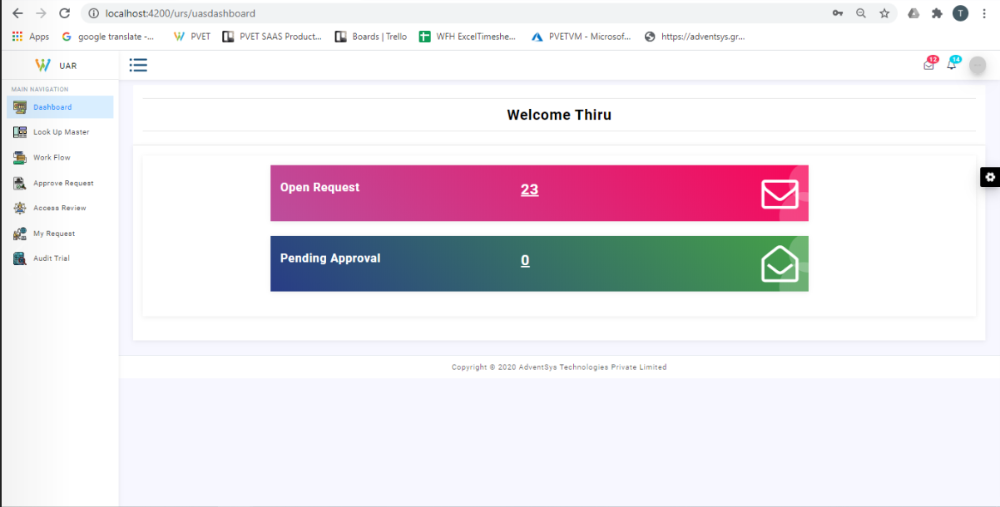 localhost:4200/urs/uasdashboard
T
Apps google translate -... PVET PVET SAAS Product... Boards | Trello WFH ExcelTimeshe... PVETVM - Microsof... https://adventsys.gr...
UAR
12 14
MAIN NAVIGATION
Dashboard
Look Up Master
Work Flow
Approve Request
Access Review
My Request
Audit Trial
Welcome Thiru
Open Request 23
Pending Approval 0
Copyright © 2020 AdventSys Technologies Private Limited